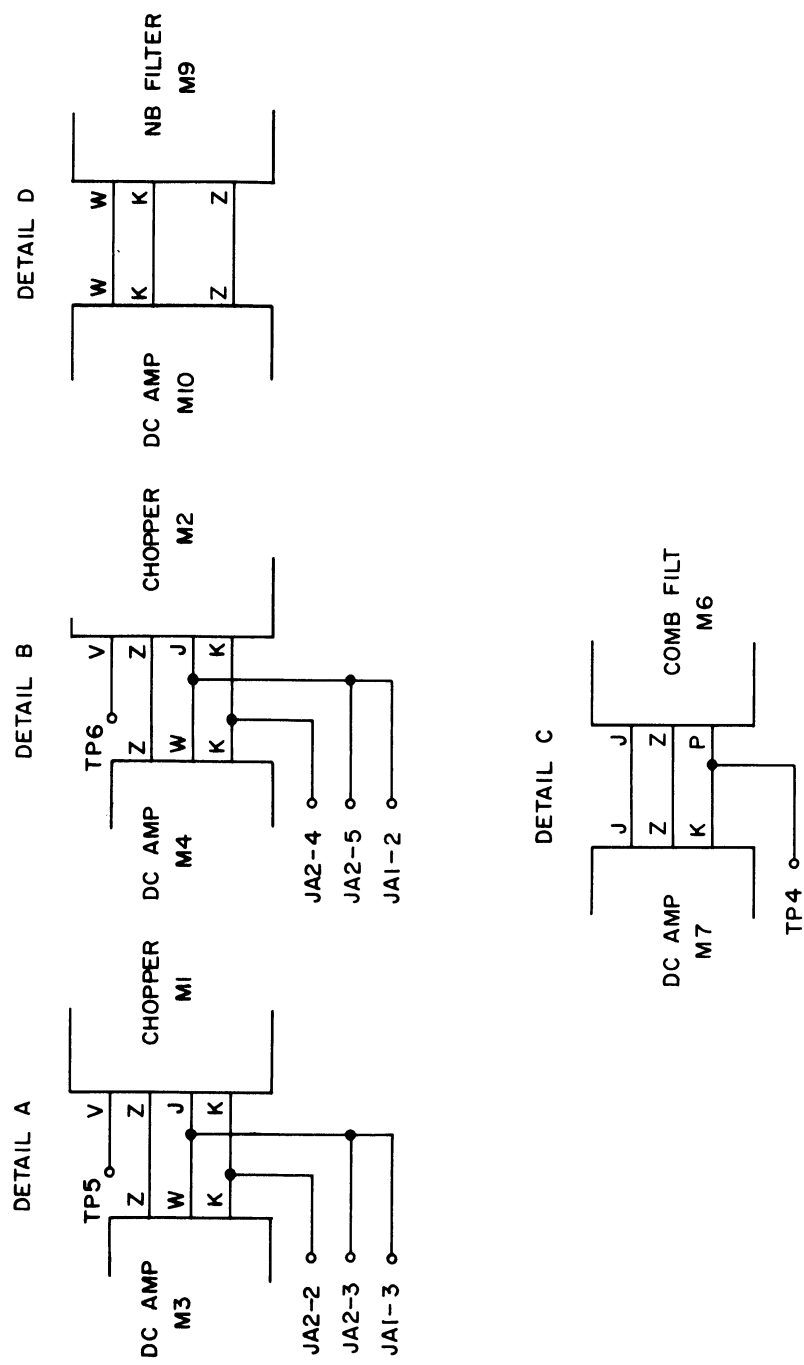 DETAIL A
DC AMP
M3
CHOPPER
M1
TP5
V
Z
Z
W
J
K
K
JA2-2
JA2-3
JA1-3
DETAIL B
DC AMP
M4
CHOPPER
M2
TP6
V
Z
Z
W
J
K
K
JA2-4
JA2-5
JA1-2
DETAIL D
DC AMP
M10
NB FILTER
M9
W
W
K
K
Z
Z
DETAIL C
DC AMP
M7
COMB FILT
M6
J
J
Z
Z
K
P
TP4